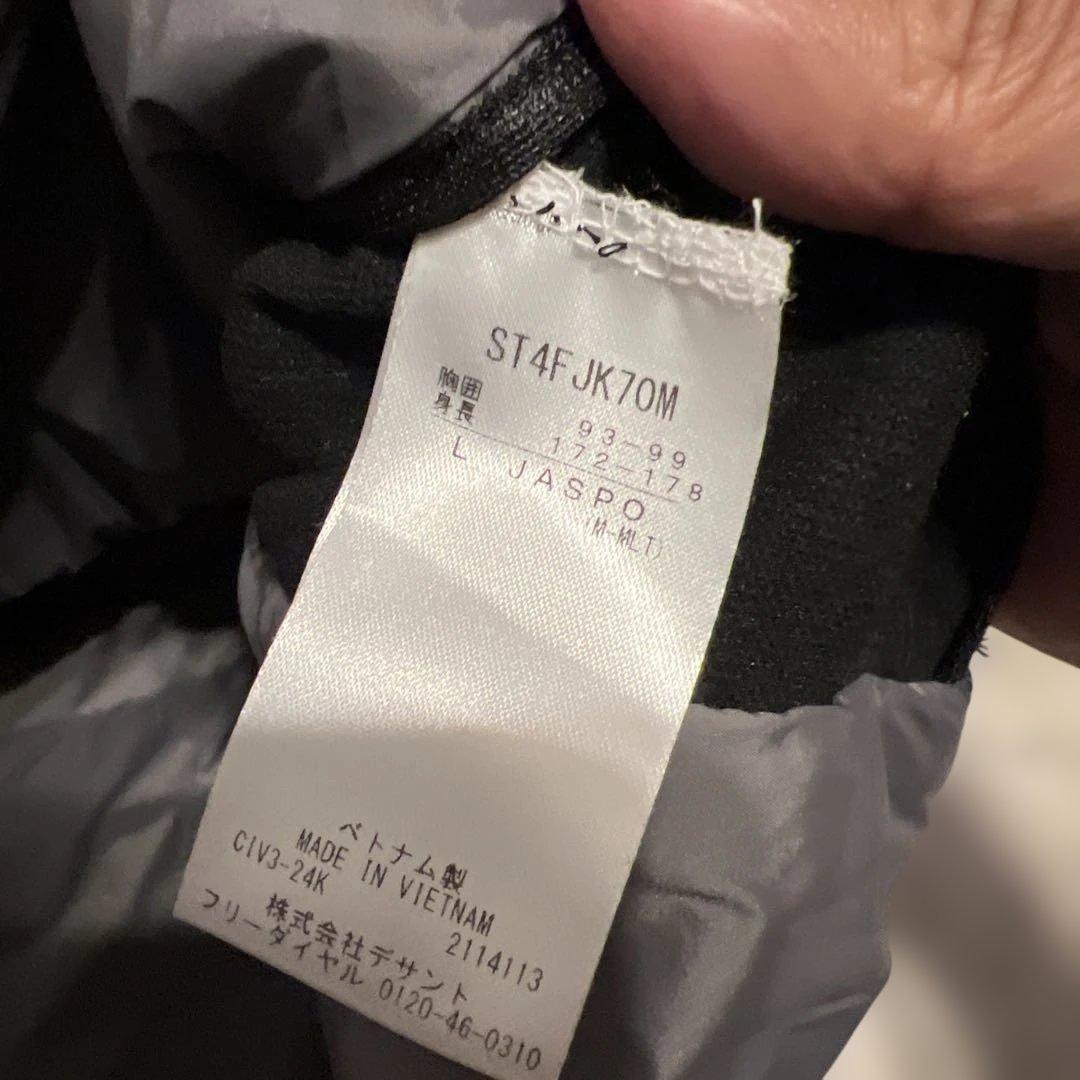 ST4FJK70M
胸囲 93-99
身長 172-178
L JASPO
(M-MLT)
ベトナム製
MADE IN VIETNAM
C1V3-24K 2114113
株式会社デサント
フリーダイヤル 0120-46-0310